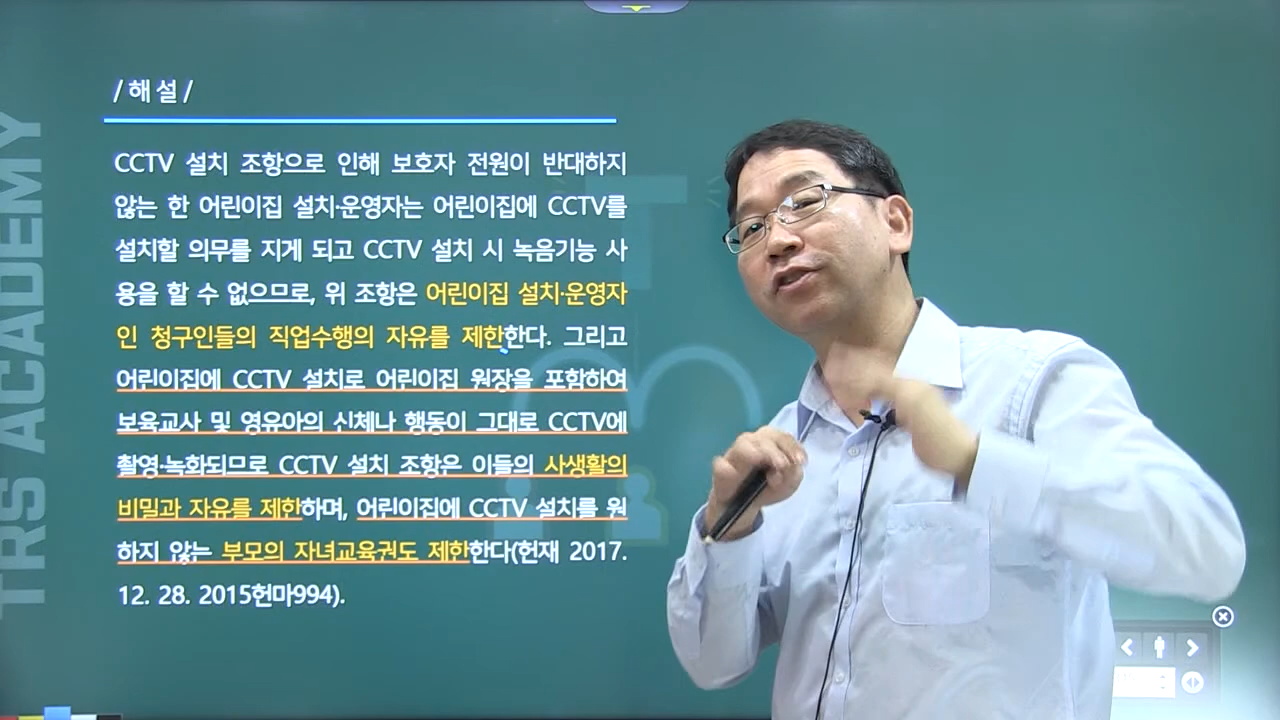 / 해 설 /
CCTV 설치 조항으로 인해 보호자 전원이 반대하지
않는 한 어린이집 설치·운영자는 어린이집에 CCTV를
설치할 의무를 지게 되고 CCTV 설치 시 녹음기능 사
용을 할 수 없으므로, 위 조항은 어린이집 설치·운영자
인 청구인들의 직업수행의 자유를 제한한다. 그리고
어린이집에 CCTV 설치로 어린이집 원장을 포함하여
보육교사 및 영유아의 신체나 행동이 그대로 CCTV에
촬영·녹화되므로 CCTV 설치 조항은 이들의 사생활의
비밀과 자유를 제한하며, 어린이집에 CCTV 설치를 원
하지 않는 부모의 자녀교육권도 제한한다(헌재 2017.
12. 28. 2015헌마994).
TRS ACADEMY